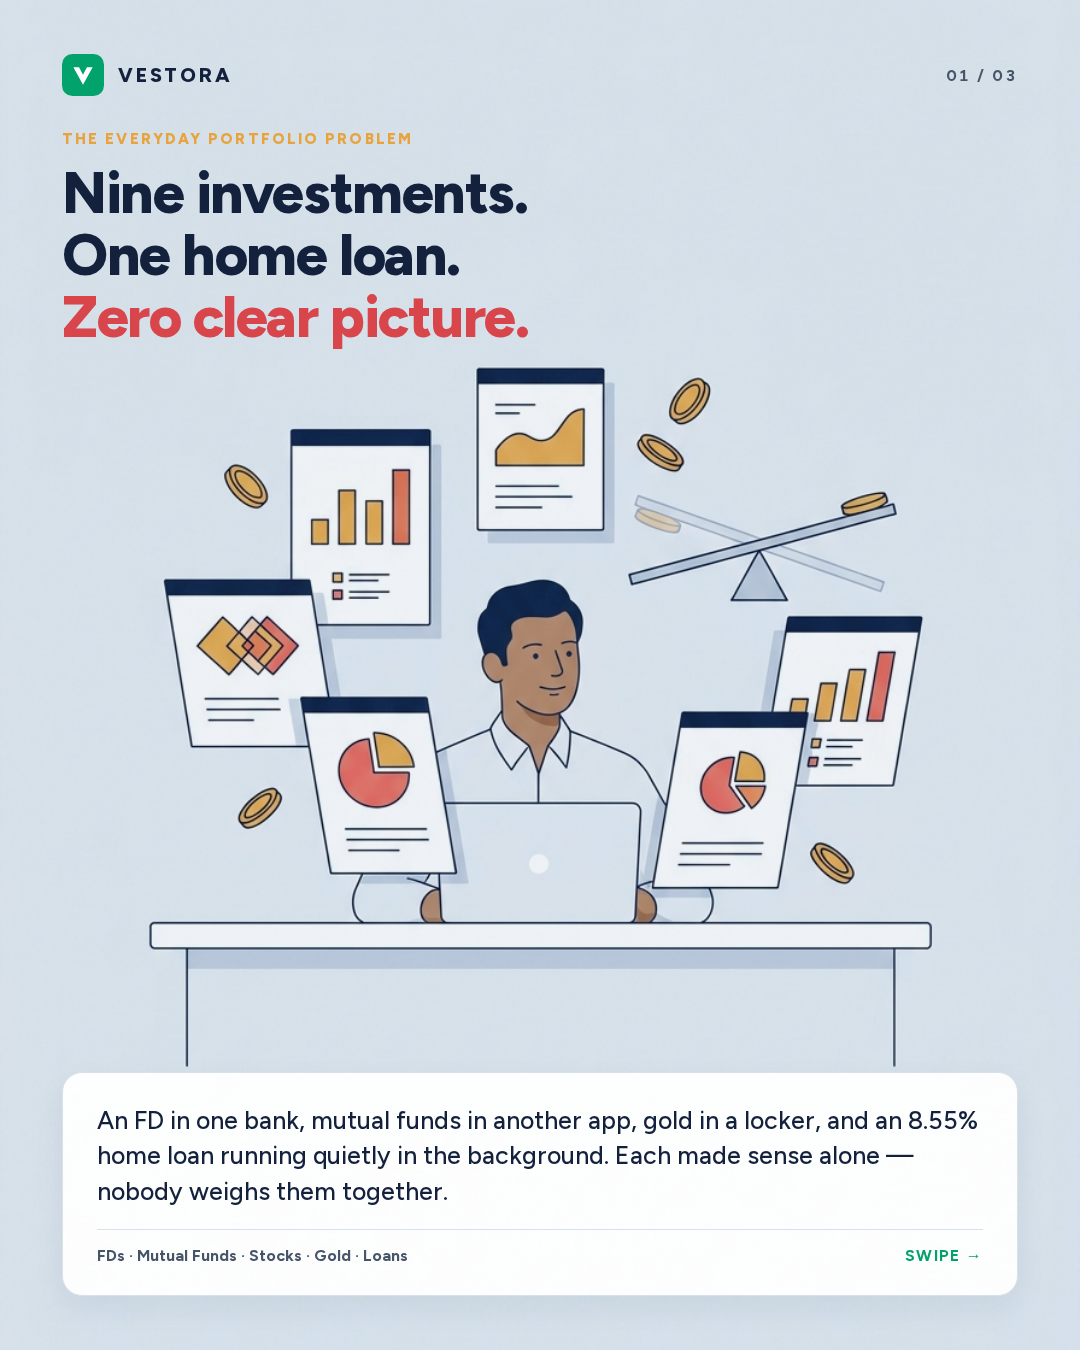 VESTORA
01 / 03
THE EVERYDAY PORTFOLIO PROBLEM
Nine investments.
One home loan.
Zero clear picture.
An FD in one bank, mutual funds in another app, gold in a locker, and an 8.55%
home loan running quietly in the background. Each made sense alone —
nobody weighs them together.
FDs · Mutual Funds · Stocks · Gold · Loans
SWIPE →